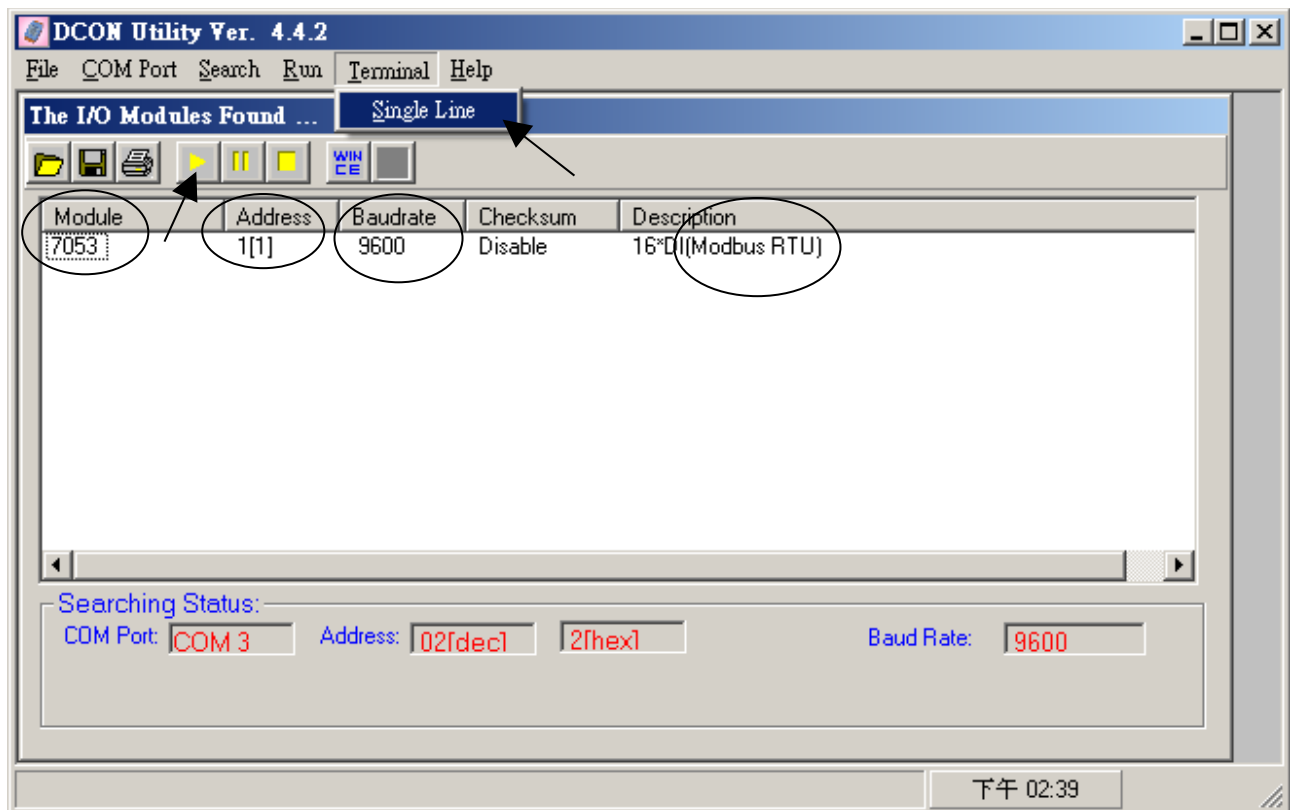 DCON Utility Ver. 4.4.2
File COM Port Search Run Terminal Help
Single Line
The I/O Modules Found ...
WIN CE
Module Address Baudrate Checksum Description
7053 1[1] 9600 Disable 16*DI(Modbus RTU)
Searching Status:
COM Port: COM 3 Address: 02[dec] 2[hex] Baud Rate: 9600
下午 02:39